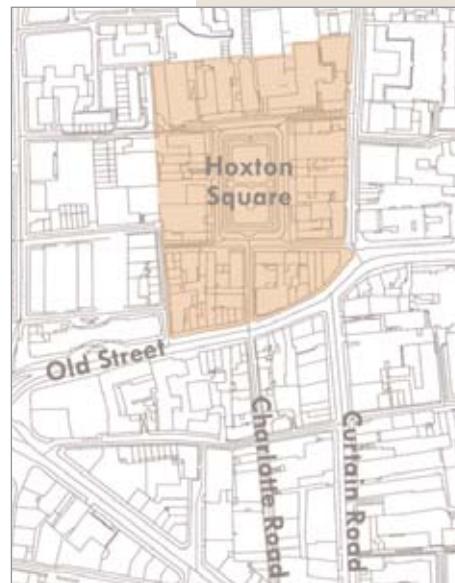 Hoxton
Square
Old Street
Charlotte Road
Curtain Road